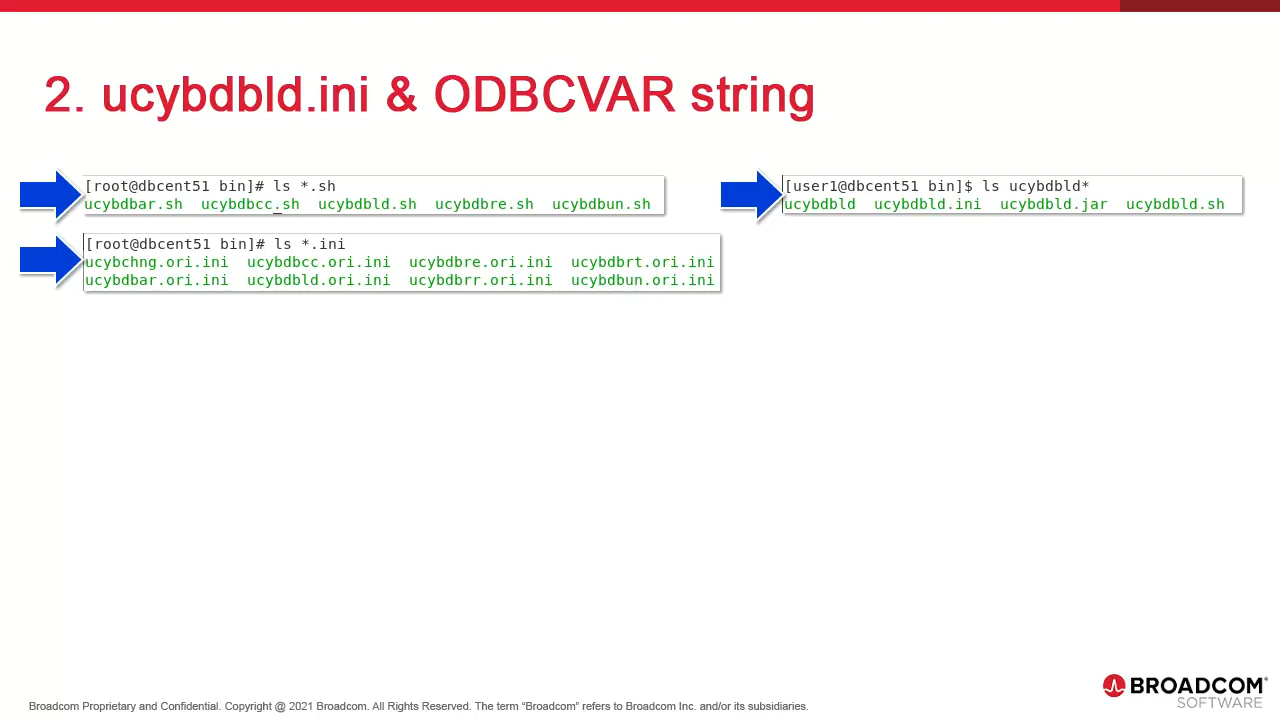 2. ucybdbld.ini & ODBCVAR string
[root@dbcent51 bin]# ls *.sh
ucybdbar.sh  ucybdbcc.sh  ucybdbld.sh  ucybdbre.sh  ucybdbun.sh
[root@dbcent51 bin]# ls *.ini
ucybchng.ori.ini  ucybdbcc.ori.ini  ucybdbre.ori.ini  ucybdbrt.ori.ini
ucybdbar.ori.ini  ucybdbld.ori.ini  ucybdbrr.ori.ini  ucybdbun.ori.ini
[user1@dbcent51 bin]$ ls ucybdbld*
ucybdbld  ucybdbld.ini  ucybdbld.jar  ucybdbld.sh
Broadcom Proprietary and Confidential. Copyright @ 2021 Broadcom. All Rights Reserved. The term “Broadcom” refers to Broadcom Inc. and/or its subsidiaries.
BROADCOM®
SOFTWARE